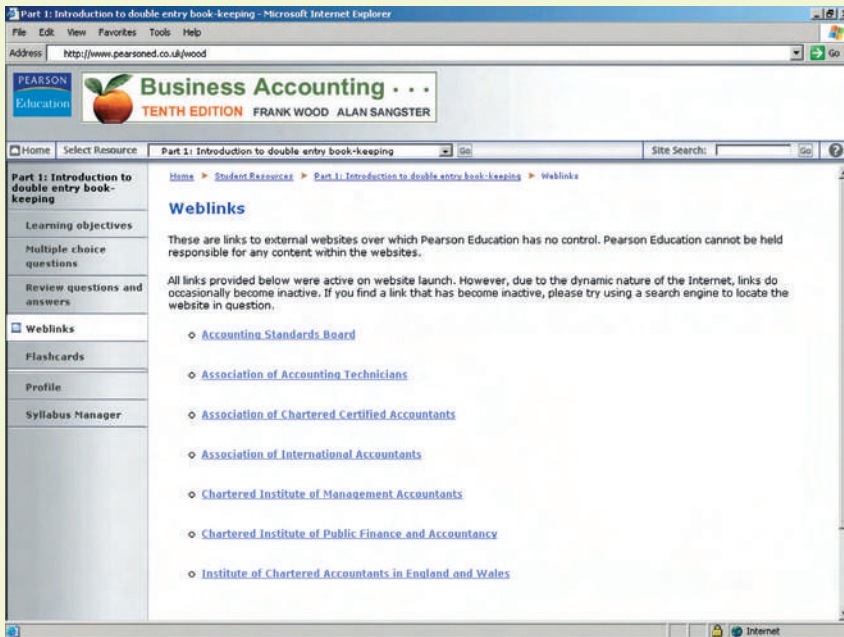 Part 1: Introduction to double entry book-keeping - Microsoft Internet Explorer
File Edit View Favorites Tools Help
Address http://www.pearsoned.co.uk/wood Go
PEARSON
Education
Business Accounting . . .
TENTH EDITION FRANK WOOD ALAN SANGSTER
Home Select Resource Part 1: Introduction to double entry book-keeping Go Site Search: Go ?
Part 1: Introduction to
double entry book-
keeping
Learning objectives
Multiple choice
questions
Review questions and
answers
Weblinks
Flashcards
Profile
Syllabus Manager
Home Student Resources Part 1: Introduction to double entry book-keeping Weblinks
Weblinks
These are links to external websites over which Pearson Education has no control. Pearson Education cannot be held
responsible for any content within the websites.
All links provided below were active on website launch. However, due to the dynamic nature of the Internet, links do
occasionally become inactive. If you find a link that has become inactive, please try using a search engine to locate the
website in question.
Accounting Standards Board
Association of Accounting Technicians
Association of Chartered Certified Accountants
Association of International Accountants
Chartered Institute of Management Accountants
Chartered Institute of Public Finance and Accountancy
Institute of Chartered Accountants in England and Wales
Internet